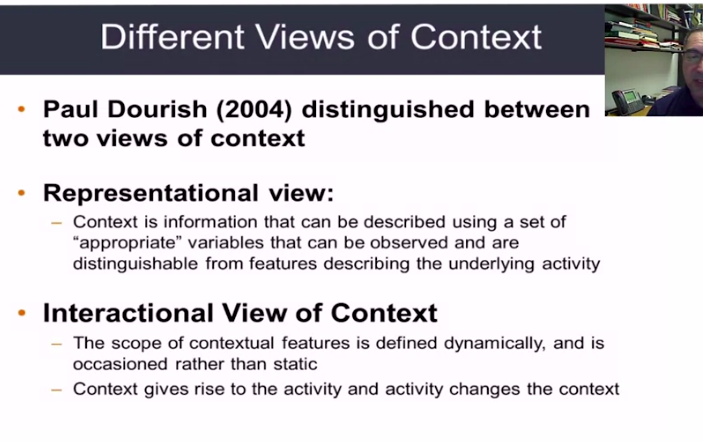 Different Views of Context
• Paul Dourish (2004) distinguished between
two views of context
• Representational view:
– Context is information that can be described using a set of
“appropriate” variables that can be observed and are
distinguishable from features describing the underlying activity
• Interactional View of Context
– The scope of contextual features is defined dynamically, and is
occasioned rather than static
– Context gives rise to the activity and activity changes the context